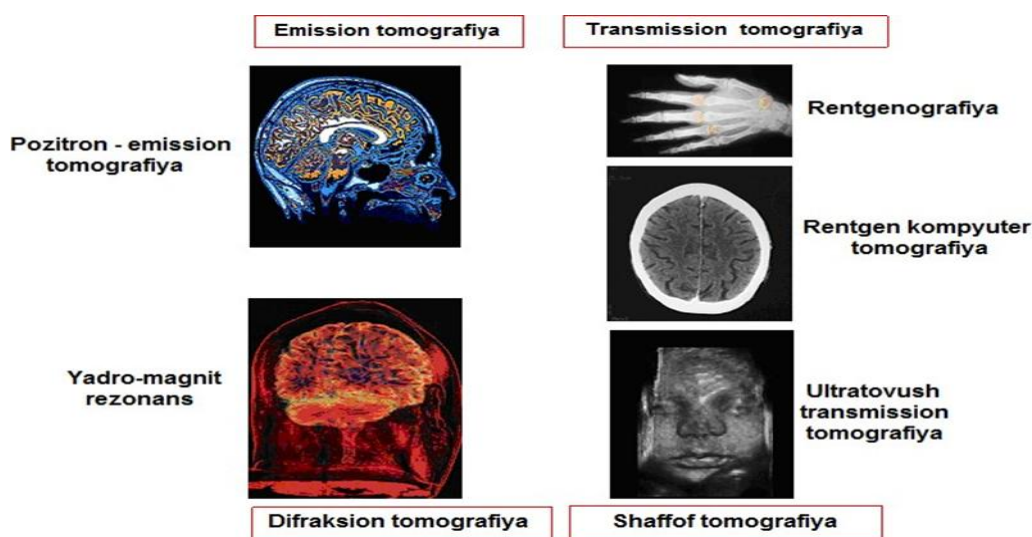 Emission tomografiya
Transmission tomografiya
Pozitron - emission
tomografiya
Rentgenografiya
Rentgen kompyuter
tomografiya
Yadro-magnit
rezonans
Ultratovush
transmission
tomografiya
Difraksion tomografiya
Shaffof tomografiya